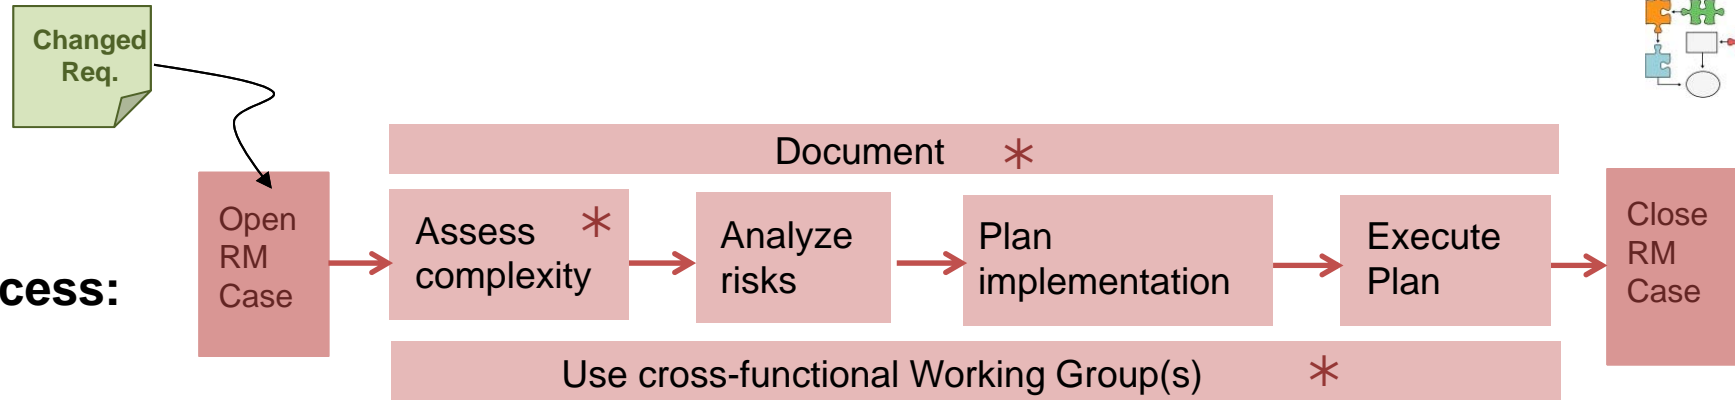 Changed
Req.
Document *
Open
RM
Case
Assess *
complexity
Analyze
risks
Plan
implementation
Execute
Plan
Close
RM
Case
cess:
Use cross-functional Working Group(s) *